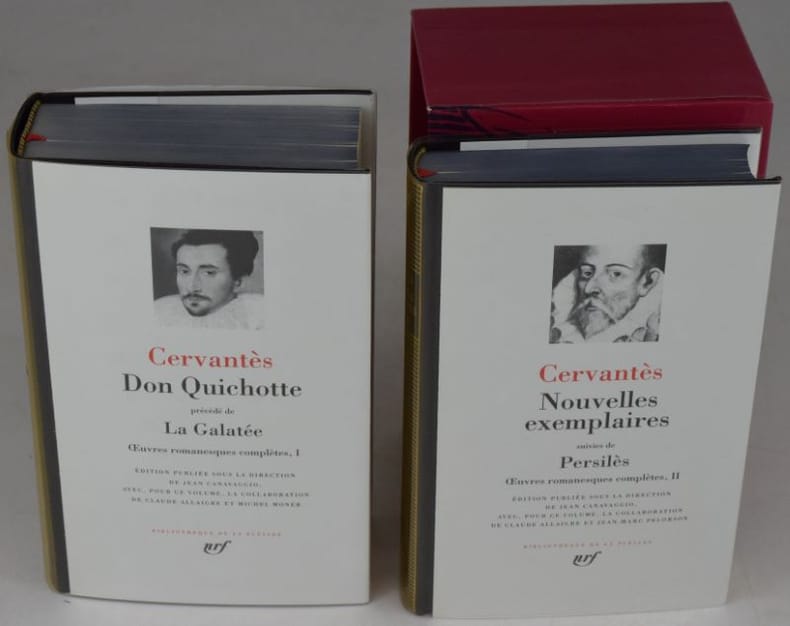 Cervantès
Don Quichotte
précédé de
La Galatée
Œuvres romanesques complètes, I
ÉDITION PUBLIÉE SOUS LA DIRECTION
DE JEAN CANAVAGGIO,
AVEC, POUR CE VOLUME, LA COLLABORATION
DE CLAUDE ALLAIGRE ET MICHEL MONER
BIBLIOTHÈQUE DE LA PLÉIADE
nrf
Cervantès
Nouvelles
exemplaires
suivies de
Persilès
Œuvres romanesques complètes, II
ÉDITION PUBLIÉE SOUS LA DIRECTION
DE JEAN CANAVAGGIO,
AVEC, POUR CE VOLUME, LA COLLABORATION
DE CLAUDE ALLAIGRE ET JEAN-MARC PELORSON
BIBLIOTHÈQUE DE LA PLÉIADE
nrf